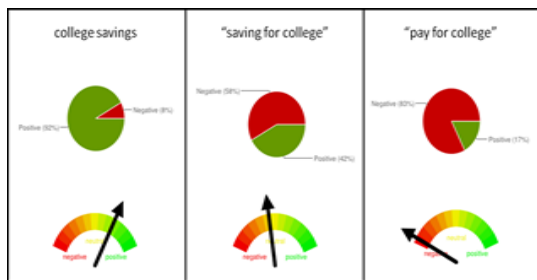 college savings
Negative (8%)
Positive (92%)
negative
positive
"saving for college"
Negative (58%)
Positive (42%)
negative
positive
"pay for college"
Negative (83%)
Positive (17%)
neutral
negative
positive